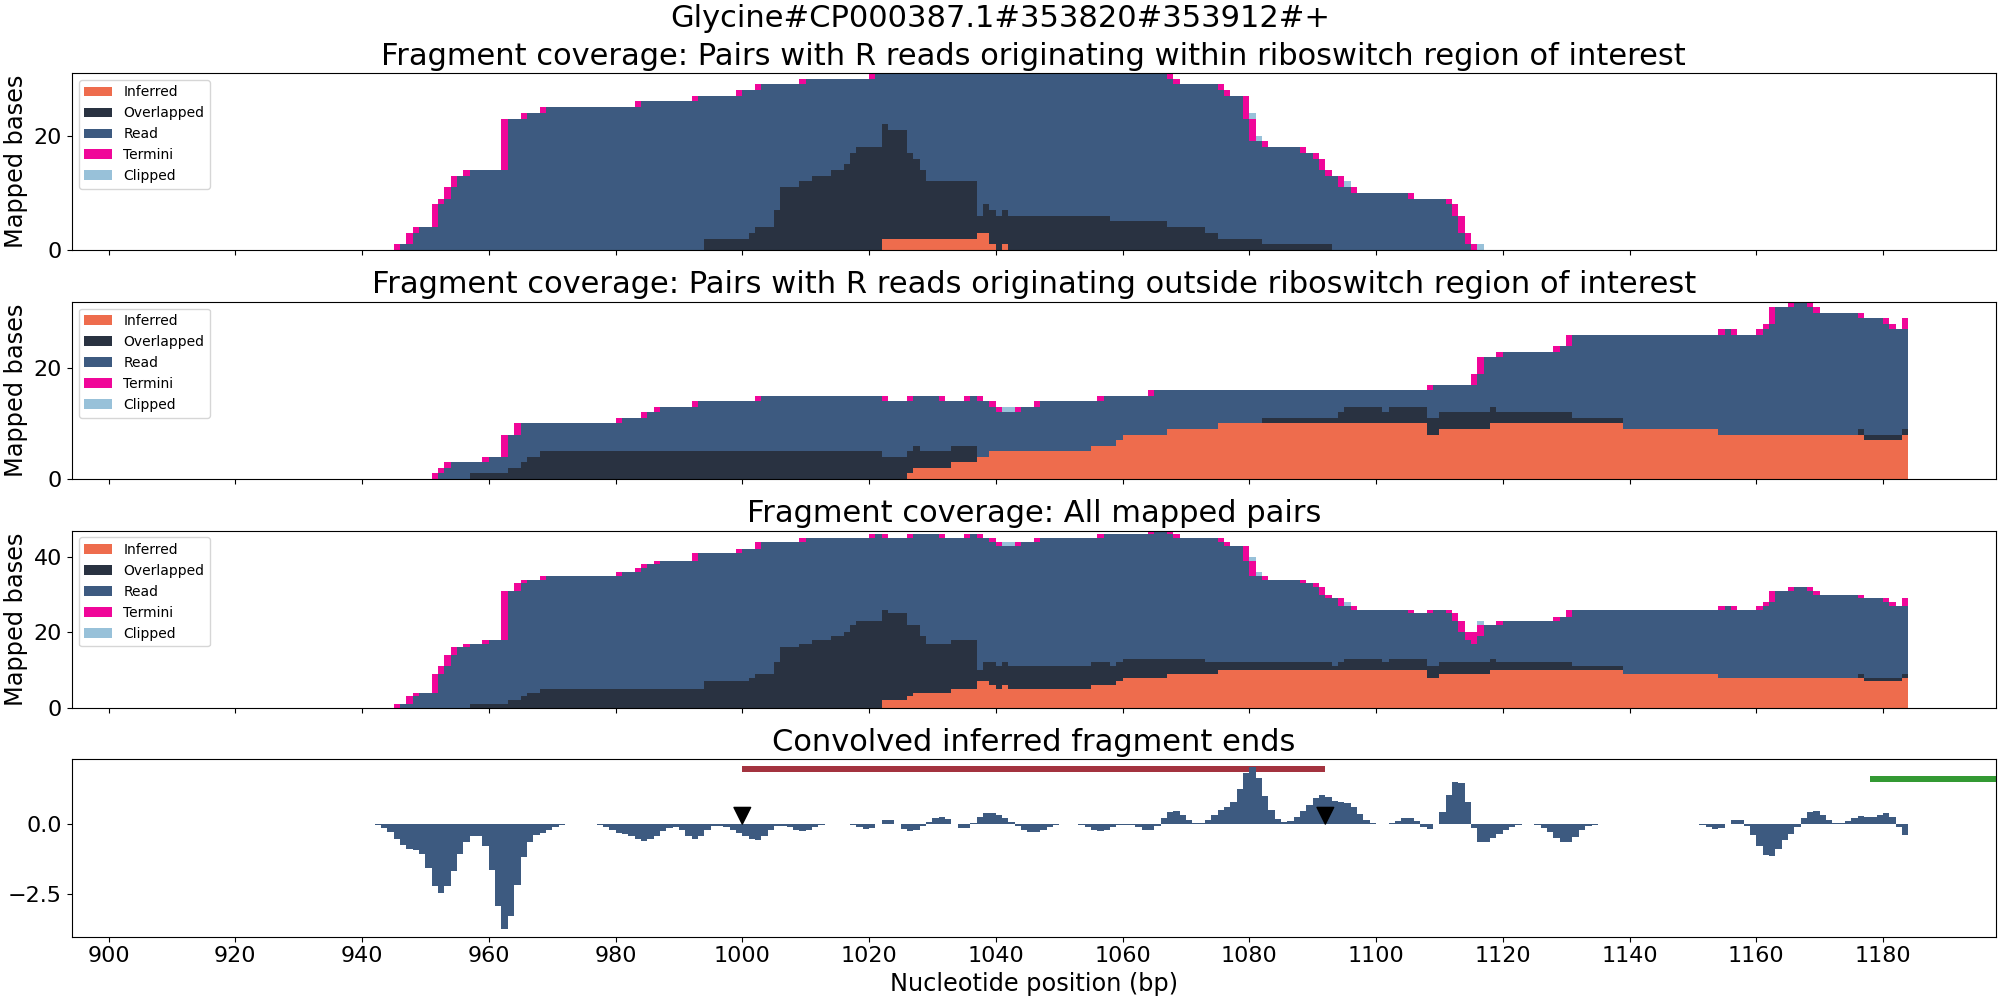 Glycine#CP000387.1#353820#353912#+
Fragment coverage: Pairs with R reads originating within riboswitch region of interest
Mapped bases
20
0
Inferred
Overlapped
Read
Termini
Clipped
Fragment coverage: Pairs with R reads originating outside riboswitch region of interest
Mapped bases
20
0
Inferred
Overlapped
Read
Termini
Clipped
Fragment coverage: All mapped pairs
Mapped bases
40
20
0
Inferred
Overlapped
Read
Termini
Clipped
Convolved inferred fragment ends
0.0
−2.5
900 920 940 960 980 1000 1020 1040 1060 1080 1100 1120 1140 1160 1180
Nucleotide position (bp)